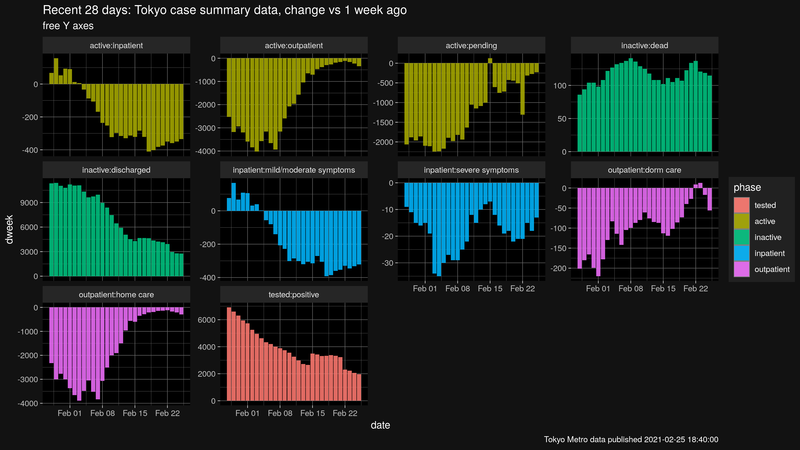 Recent 28 days: Tokyo case summary data, change vs 1 week ago
free Y axes
active:inpatient
active:outpatient
active:pending
inactive:dead
0
-200
-400
0
-1000
-2000
-3000
-4000
0
-500
-1000
-1500
-2000
100
50
0
inactive:discharged
inpatient:mild/moderate symptoms
inpatient:severe symptoms
outpatient:dorm care
9000
6000
3000
0
0
-200
-400
0
-10
-20
-30
0
-50
-100
-150
-200
Feb 01 Feb 08 Feb 15 Feb 22
Feb 01 Feb 08 Feb 15 Feb 22
outpatient:home care
tested:positive
0
-1000
-2000
-3000
-4000
6000
4000
2000
0
Feb 01 Feb 08 Feb 15 Feb 22
Feb 01 Feb 08 Feb 15 Feb 22
dweek
date
phase
tested
active
inactive
inpatient
outpatient
Tokyo Metro data published 2021-02-25 18:40:00